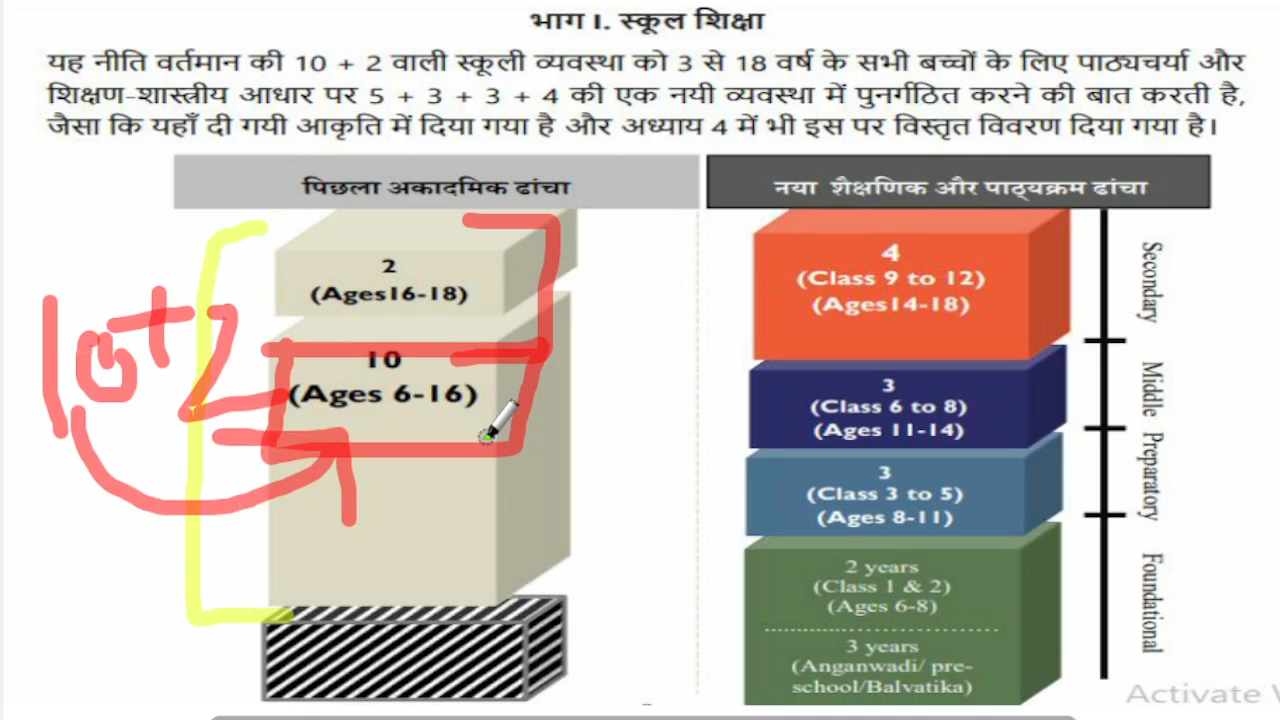 भाग I. स्कूल शिक्षा
यह नीति वर्तमान की 10 + 2 वाली स्कूली व्यवस्था को 3 से 18 वर्ष के सभी बच्चों के लिए पाठ्यचर्या और
शिक्षण-शास्त्रीय आधार पर 5 + 3 + 3 + 4 की एक नयी व्यवस्था में पुनर्गठित करने की बात करती है,
जैसा कि यहाँ दी गयी आकृति में दिया गया है और अध्याय 4 में भी इस पर विस्तृत विवरण दिया गया है।
पिछला अकादमिक ढांचा
2
(Ages16-18)
10
(Ages 6-16)
10+2
नया शैक्षणिक और पाठ्यक्रम ढांचा
4
(Class 9 to 12)
(Ages14-18)
3
(Class 6 to 8)
(Ages 11-14)
3
(Class 3 to 5)
(Ages 8-11)
2 years
(Class 1 & 2)
(Ages 6-8)
3 years
(Anganwadi/ pre-
school/Balvatika)
Secondary
Middle
Preparatory
Foundational
Activate